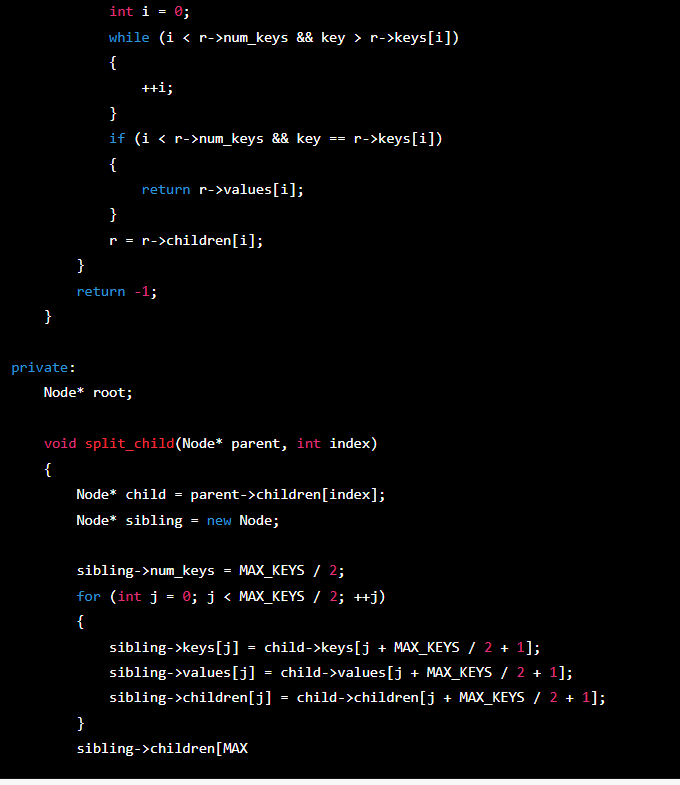 int i = 0;
            while (i < r->num_keys && key > r->keys[i])
            {
                ++i;
            }
            if (i < r->num_keys && key == r->keys[i])
            {
                return r->values[i];
            }
            r = r->children[i];
        }
        return -1;
    }

private:
    Node* root;

    void split_child(Node* parent, int index)
    {
        Node* child = parent->children[index];
        Node* sibling = new Node;

        sibling->num_keys = MAX_KEYS / 2;
        for (int j = 0; j < MAX_KEYS / 2; ++j)
        {
            sibling->keys[j] = child->keys[j + MAX_KEYS / 2 + 1];
            sibling->values[j] = child->values[j + MAX_KEYS / 2 + 1];
            sibling->children[j] = child->children[j + MAX_KEYS / 2 + 1];
        }
        sibling->children[MAX